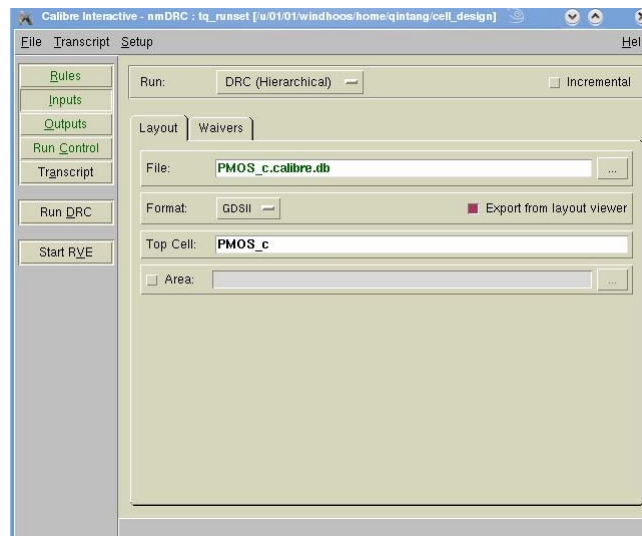 Calibre Interactive - nmDRC : tq_runset [/u/01/01/windhoos/home/qintang/cell_design]
File Transcript Setup Hel
Rules
Inputs
Outputs
Run Control
Transcript
Run DRC
Start RVE
Run: DRC (Hierarchical) Incremental
Layout Waivers
File: PMOS_c.calibre.db ...
Format: GDSII Export from layout viewer
Top Cell: PMOS_c
Area: ...